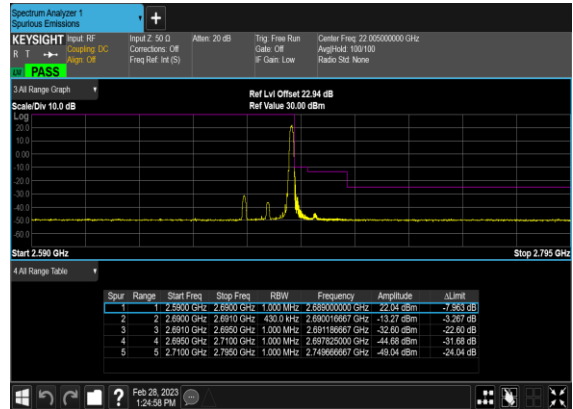 Spectrum Analyzer 1
Spurious Emissions
KEYSIGHT Input: RF Input Z: 50 Ω Atten: 20 dB Trig: Free Run Center Freq: 22.005000000 GHz
R T Coupling: DC Corrections: Off Gate: Off Avg|Hold: 100/100
Align: Off Freq Ref: Int (S) IF Gain: Low Radio Std: None
PASS
3 All Range Graph
Ref Lvl Offset 22.94 dB
Scale/Div 10.0 dB Ref Value 30.00 dBm
Log
20.0
10.0
0.00
-10.0
-20.0
-30.0
-40.0
-50.0
-60.0
Start 2.590 GHz Stop 2.795 GHz
4 All Range Table
Spur Range Start Freq Stop Freq RBW Frequency Amplitude ΔLimit
1 1 2.5900 GHz 2.6900 GHz 1.000 MHz 2.689000000 GHz 22.04 dBm -7.963 dB
2 2 2.6900 GHz 2.6910 GHz 430.0 kHz 2.690016667 GHz -13.27 dBm -3.267 dB
3 3 2.6910 GHz 2.6950 GHz 1.000 MHz 2.691186667 GHz -32.60 dBm -22.60 dB
4 4 2.6950 GHz 2.7100 GHz 1.000 MHz 2.697825000 GHz -44.68 dBm -31.68 dB
5 5 2.7100 GHz 2.7950 GHz 1.000 MHz 2.749666667 GHz -49.04 dBm -24.04 dB
? Feb 28, 2023
1:24:58 PM